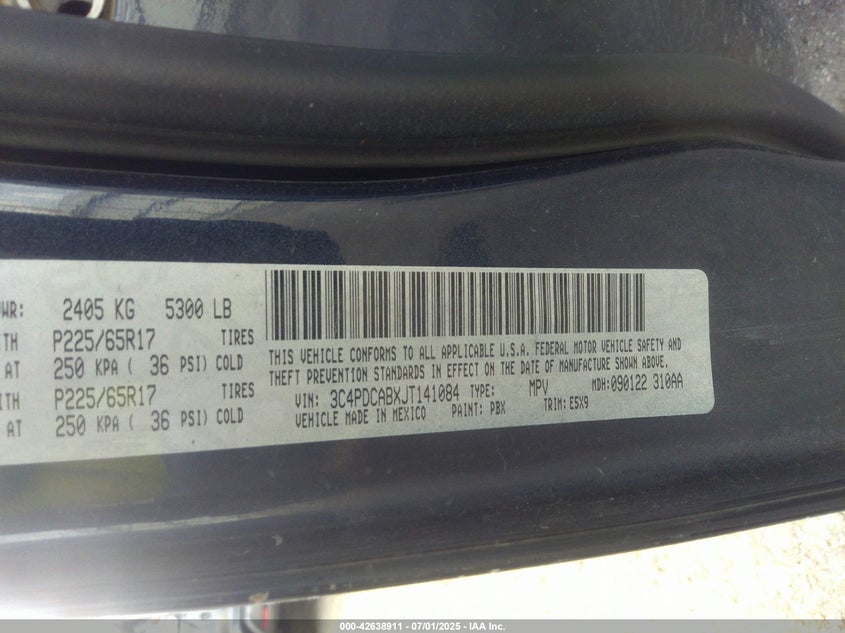 WR: 2405 KG 5300 LB
ITH P225/65R17 TIRES
AT 250 KPA ( 36 PSI) COLD
ITH P225/65R17 TIRES
AT 250 KPA ( 36 PSI) COLD
THIS VEHICLE CONFORMS TO ALL APPLICABLE U.S.A. FEDERAL MOTOR VEHICLE SAFETY AND
THEFT PREVENTION STANDARDS IN EFFECT ON THE DATE OF MANUFACTURE SHOWN ABOVE.
VIN: 3C4PDCABXJT141084 TYPE: MPV MDH:090122 310AA
VEHICLE MADE IN MEXICO PAINT: PBX TRIM: E5X9
000-42638911 - 07/01/2025 - IAA Inc.